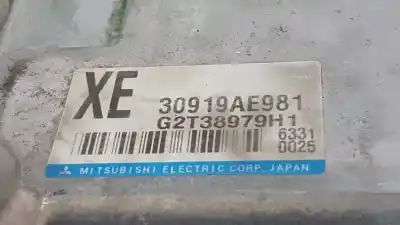 XE
30919AE981
G2T38979H1
6331
0025
MITSUBISHI ELECTRIC CORP. JAPAN